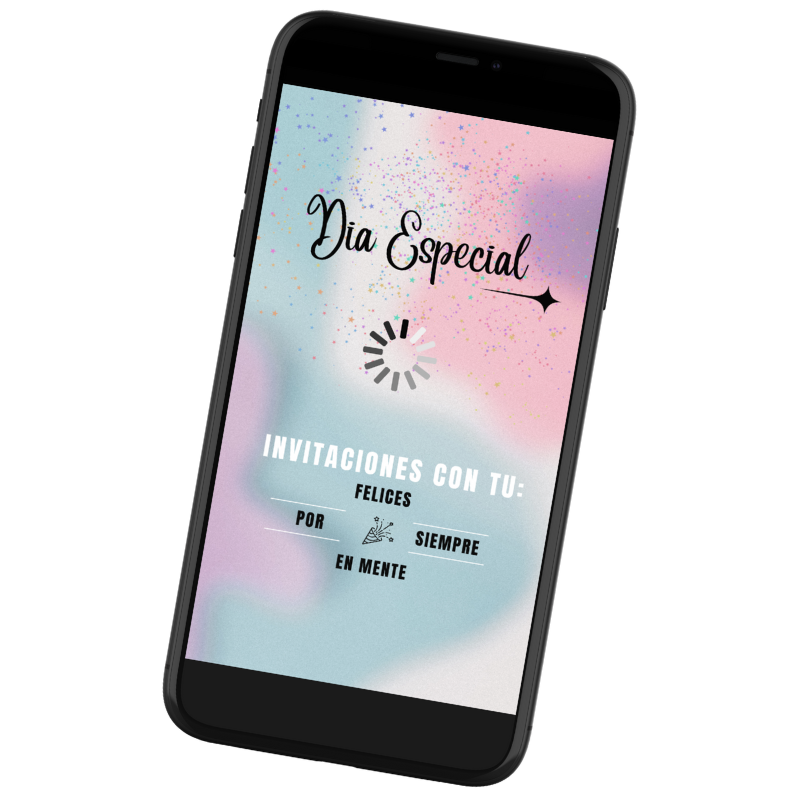 Dia Especial
INVITACIONES CON TU:
FELICES
POR SIEMPRE
EN MENTE